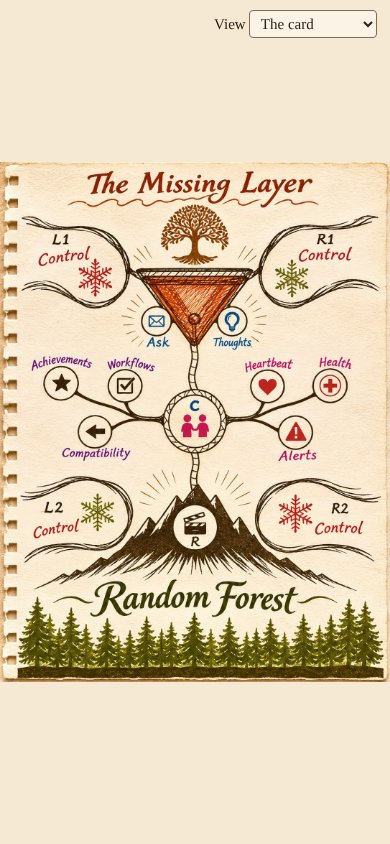 View The card
The Missing Layer
L1
Control
R1
Control
Ask
Thoughts
Achievements
Workflows
Heartbeat
Health
C
Compatibility
Alerts
L2
Control
R2
Control
R
Random Forest